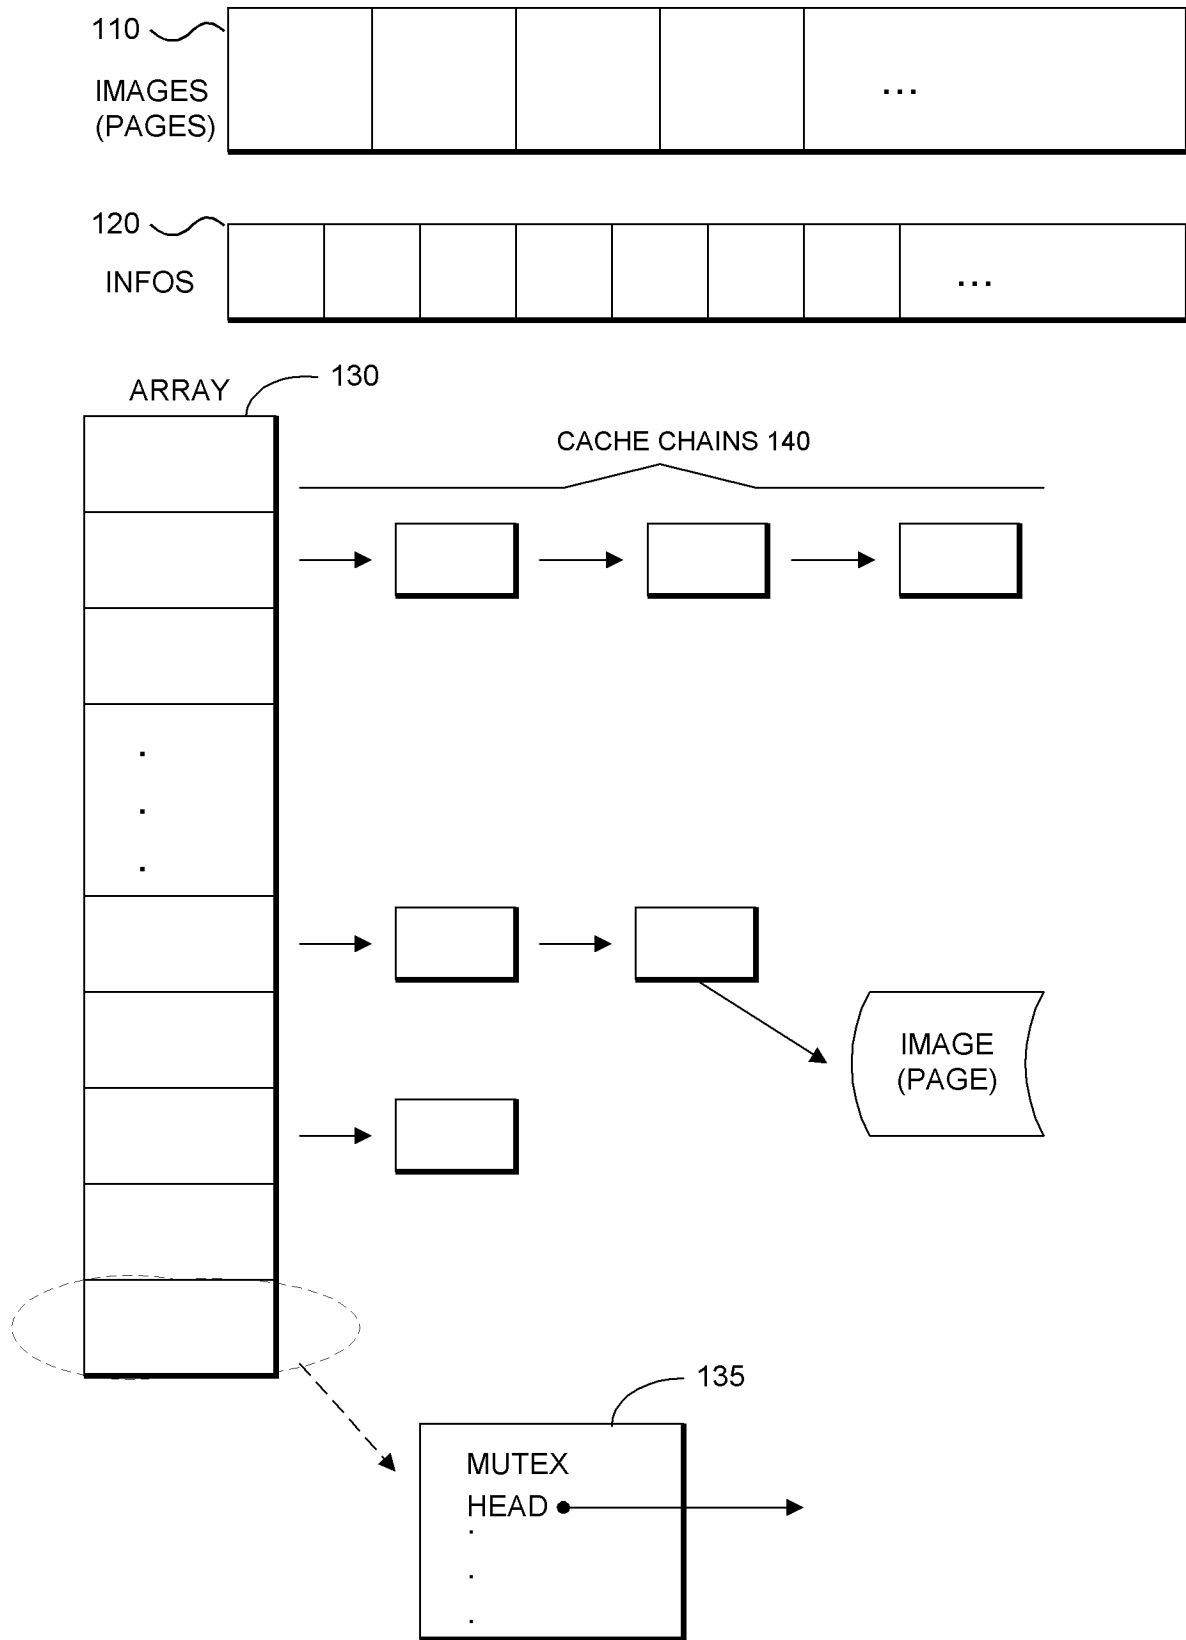 110
IMAGES
(PAGES)
...
120
INFOS
...
ARRAY
130
CACHE CHAINS 140
.
.
.
IMAGE
(PAGE)
135
MUTEX
HEAD
.
.
.